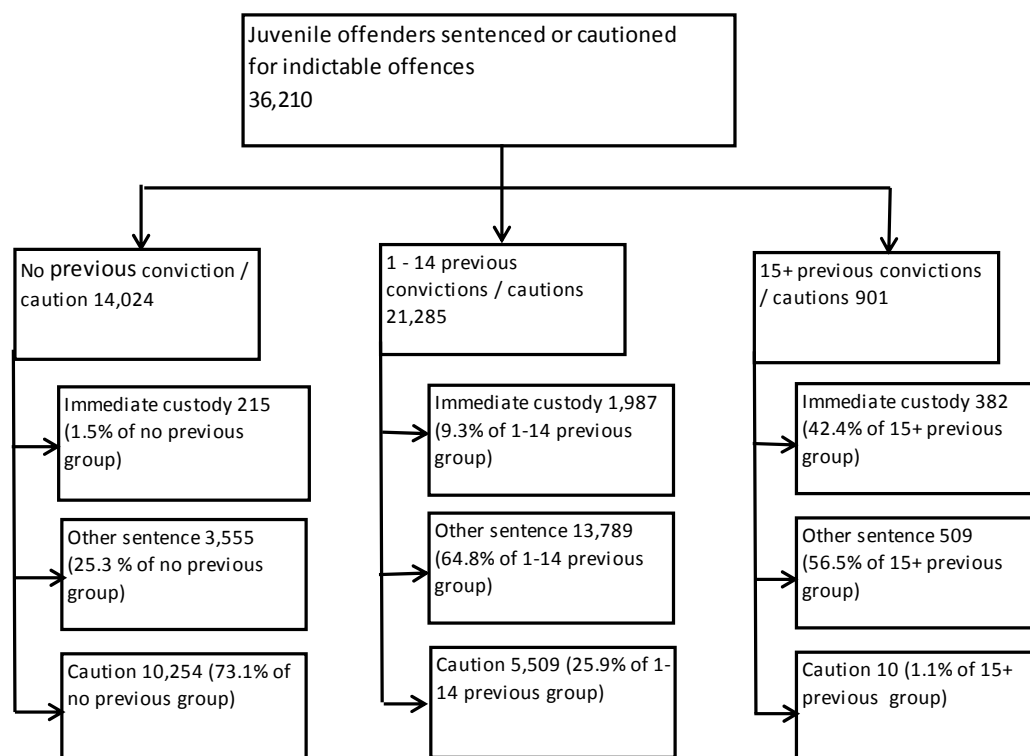 Juvenile offenders sentenced or cautioned
for indictable offences
36,210
No previous conviction /
caution 14,024
1 - 14 previous
convictions / cautions
21,285
15+ previous convictions
/ cautions 901
Immediate custody 215
(1.5% of no previous
group)
Immediate custody 1,987
(9.3% of 1-14 previous
group)
Immediate custody 382
(42.4% of 15+ previous
group)
Other sentence 3,555
(25.3 % of no previous
group)
Other sentence 13,789
(64.8% of 1-14 previous
group)
Other sentence 509
(56.5% of 15+ previous
group)
Caution 10,254 (73.1% of
no previous group)
Caution 5,509 (25.9% of 1-
14 previous group)
Caution 10 (1.1% of 15+
previous group)